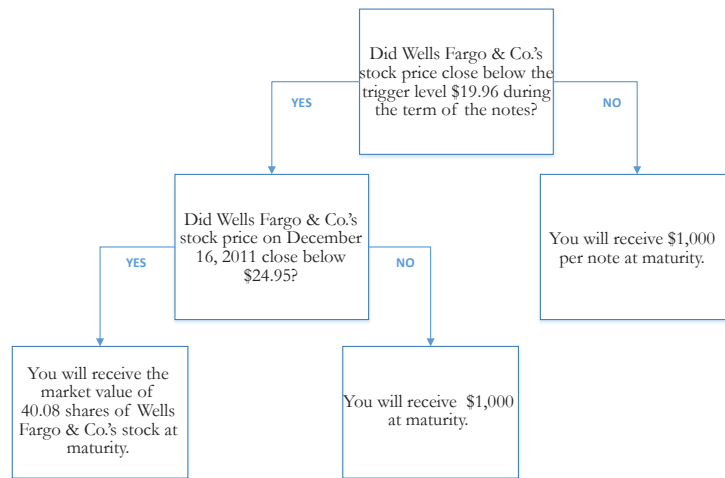 Did Wells Fargo & Co.'s
stock price close below the
trigger level $19.96 during
the term of the notes?
YES
NO
Did Wells Fargo & Co.'s
stock price on December
16, 2011 close below
$24.95?
You will receive $1,000
per note at maturity.
YES
NO
You will receive the
market value of
40.08 shares of Wells
Fargo & Co.'s stock at
maturity.
You will receive $1,000
at maturity.